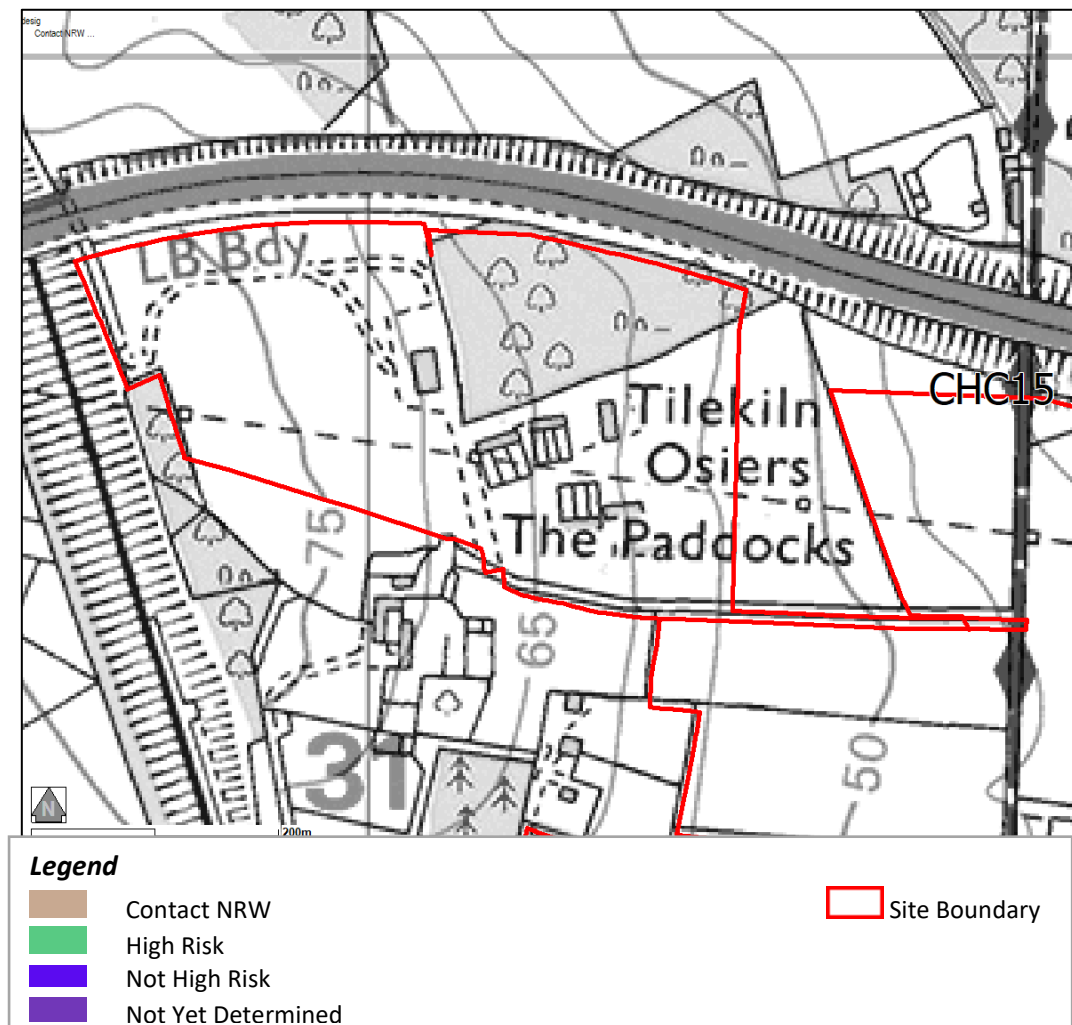 desig
Contact NRW ...
LB Bdy
CHC15
Tilekiln
Osiers
The Paddocks
75
65
50
31
N
200m
Legend
Contact NRW
High Risk
Not High Risk
Not Yet Determined
Site Boundary